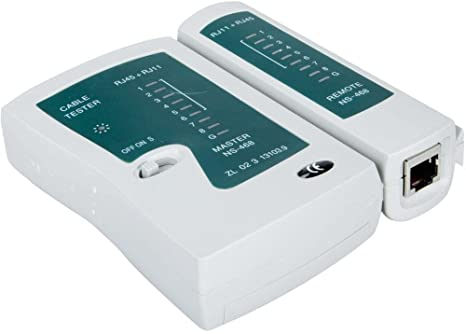 CABLE
TESTER
OFF ON S
RJ45 + RJ11
1
2
3
4
5
6
7
8
G
MASTER
NS-468
ZL 02 3 13103.9
CE
RJ11 + RJ45
1
2
3
4
5
6
7
8
G
REMOTE
NS-468